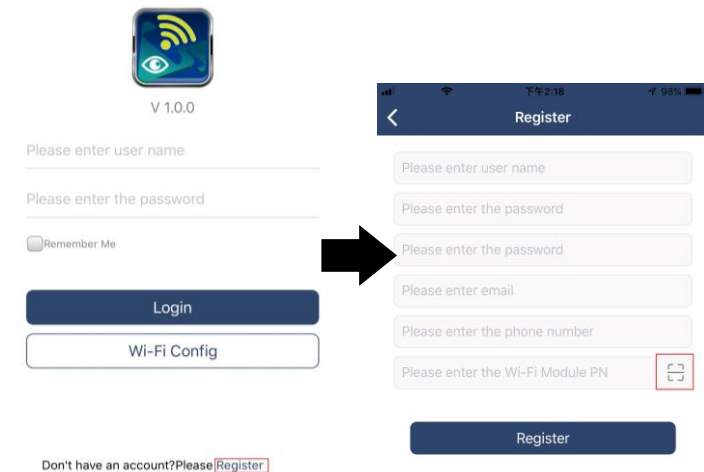 V 1.0.0
Please enter user name
Please enter the password
Remember Me
Login
Wi-Fi Config
Don't have an account?Please Register
下午2:18
98%
Register
Please enter user name
Please enter the password
Please enter the password
Please enter email
Please enter the phone number
Please enter the Wi-Fi Module PN
Register